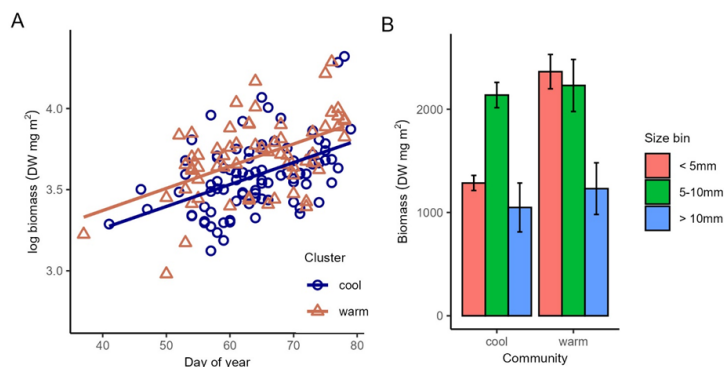 A
log biomass (DW mg m²)
4.0
3.5
3.0
40
50
60
70
80
Day of year
Cluster
cool
warm
B
Biomass (DW mg m²)
2000
1000
0
cool
warm
Community
Size bin
< 5mm
5-10mm
> 10mm